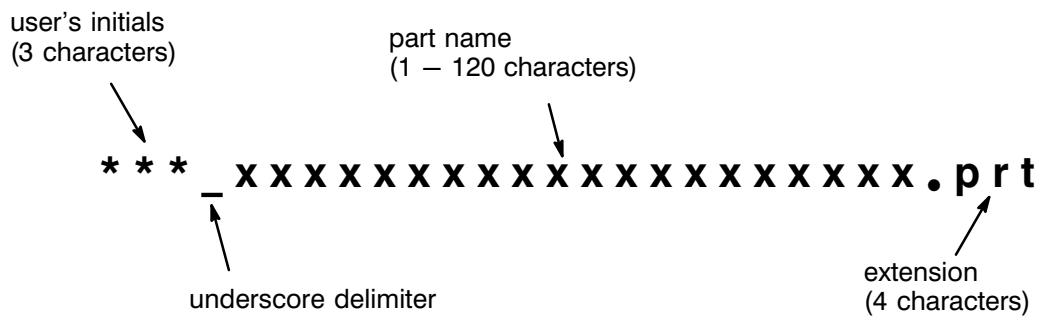 user's initials
(3 characters)
part name
(1 – 120 characters)
* * * _ x x x x x x x x x x x x x x x x x x x x . p r t
underscore delimiter
extension
(4 characters)